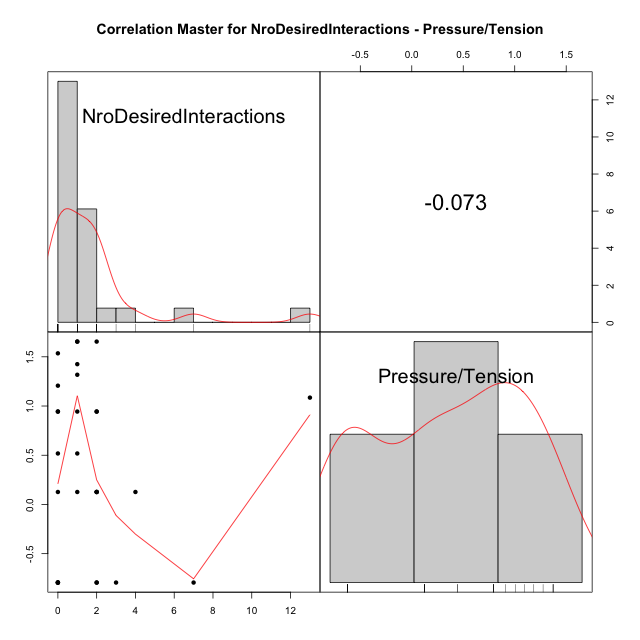 Correlation Master for NroDesiredInteractions - Pressure/Tension
-0.5 0.0 0.5 1.0 1.5
NroDesiredInteractions
-0.073
0 2 4 6 8 10 12
Pressure/Tension
-0.5 0.0 0.5 1.0 1.5
0 2 4 6 8 10 12